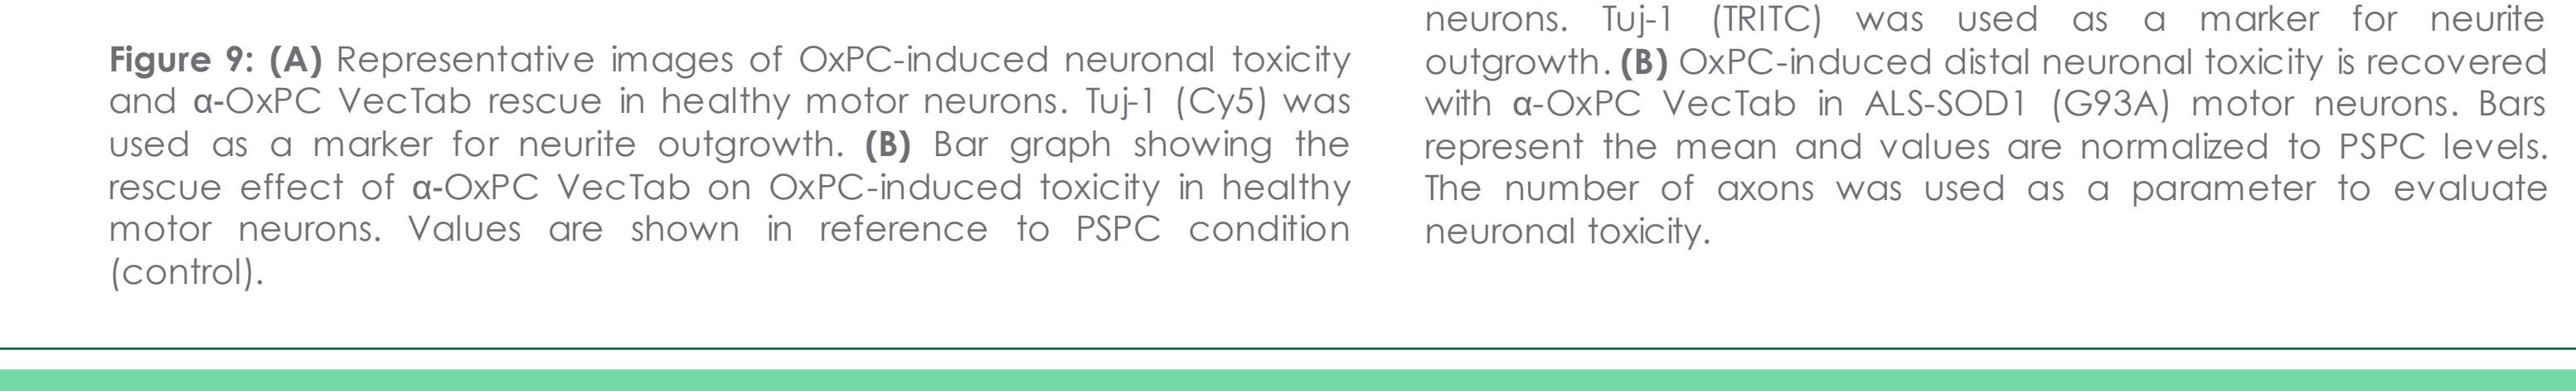 Figure 9: (A) Representative images of OxPC-induced neuronal toxicity
and α-OxPC VecTab rescue in healthy motor neurons. Tuj-1 (Cy5) was
used as a marker for neurite outgrowth. (B) Bar graph showing the
rescue effect of α-OxPC VecTab on OxPC-induced toxicity in healthy
motor neurons. Values are shown in reference to PSPC condition
(control).
neurons. Tuj-1 (TRITC) was used as a marker for neurite
outgrowth. (B) OxPC-induced distal neuronal toxicity is recovered
with α-OxPC VecTab in ALS-SOD1 (G93A) motor neurons. Bars
represent the mean and values are normalized to PSPC levels.
The number of axons was used as a parameter to evaluate
neuronal toxicity.